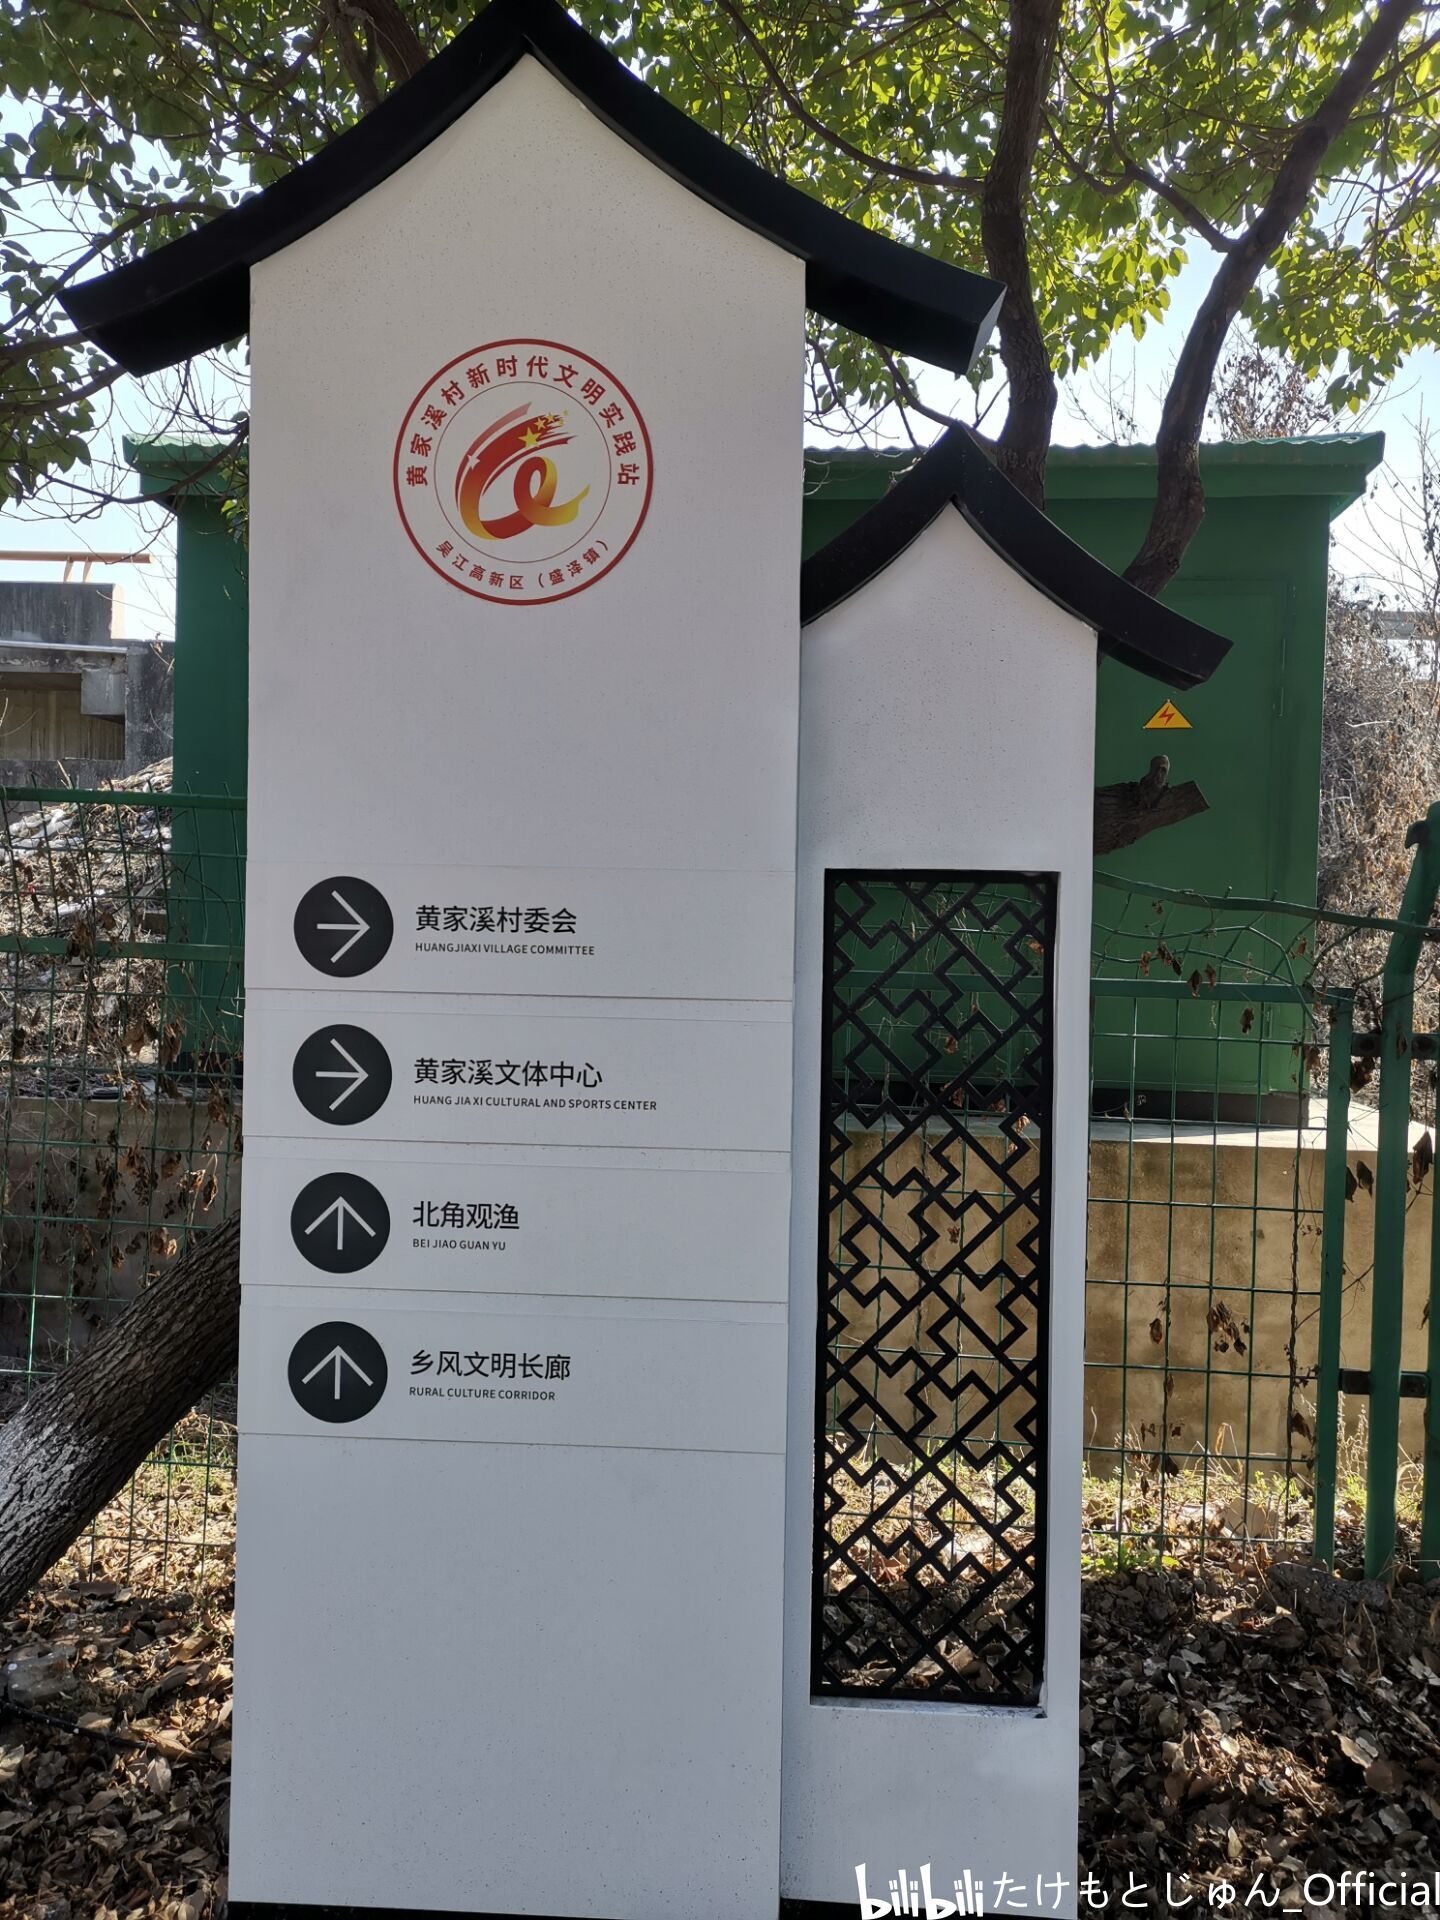 黄家溪村新时代文明实践站
吴江高新区（盛泽镇）
黄家溪村委会
HUANGJIAXI VILLAGE COMMITTEE
黄家溪文体中心
HUANG JIA XI CULTURAL AND SPORTS CENTER
北角观渔
BEI JIAO GUAN YU
乡风文明长廊
RURAL CULTURE CORRIDOR
bilibili たけもとじゅん_Official